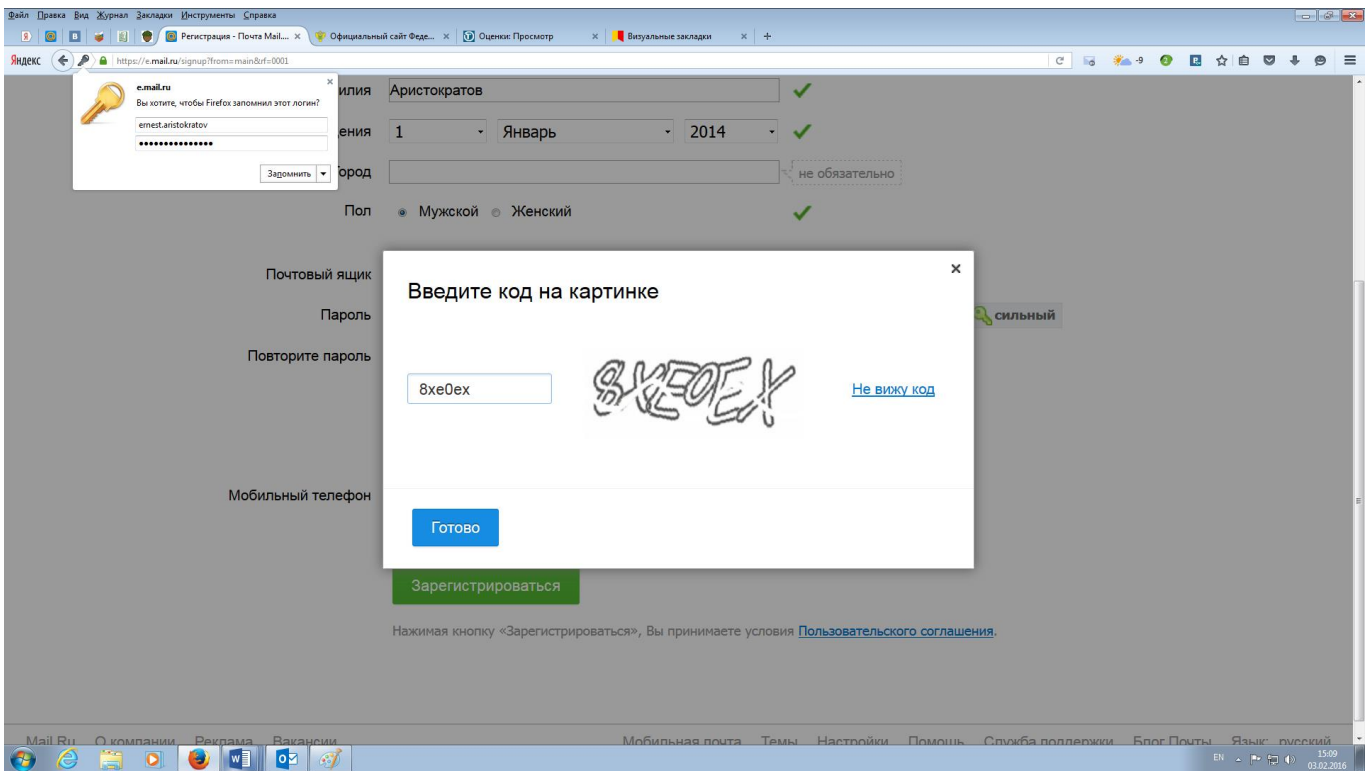 Файл Правка Вид Журнал Закладки Инструменты Справка
Регистрация - Почта Mail.... × Официальный сайт Феде... × Оценки: Просмотр × Визуальные закладки × +
Яндекс https://e.mail.ru/signup?from=main&rf=0001 -9
e.mail.ru ×
Вы хотите, чтобы Firefox запомнил этот логин?
ernest.aristokratov
•••••••••••••••
Запомнить
илия Аристократов
ения 1 Январь 2014
ород не обязательно
Пол Мужской Женский
Почтовый ящик
Пароль сильный
Повторите пароль
Введите код на картинке ×
8xe0ex 8XE0EX Не вижу код
Мобильный телефон
Готово
Зарегистрироваться
Нажимая кнопку «Зарегистрироваться», Вы принимаете условия Пользовательского соглашения.
Mail.Ru О компании Реклама Вакансии Мобильная почта Темы Настройки Помощь Служба поддержки Блог Почты Язык: русский
EN 15:09
03.02.2016